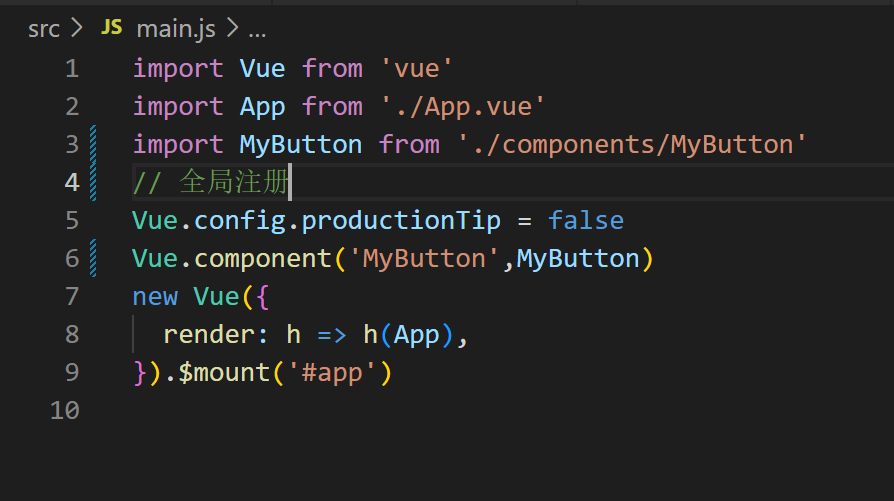 src > JS main.js > ...
1 import Vue from 'vue'
2 import App from './App.vue'
3 import MyButton from './components/MyButton'
4 // 全局注册
5 Vue.config.productionTip = false
6 Vue.component('MyButton',MyButton)
7 new Vue({
8   render: h => h(App),
9 }).$mount('#app')
10